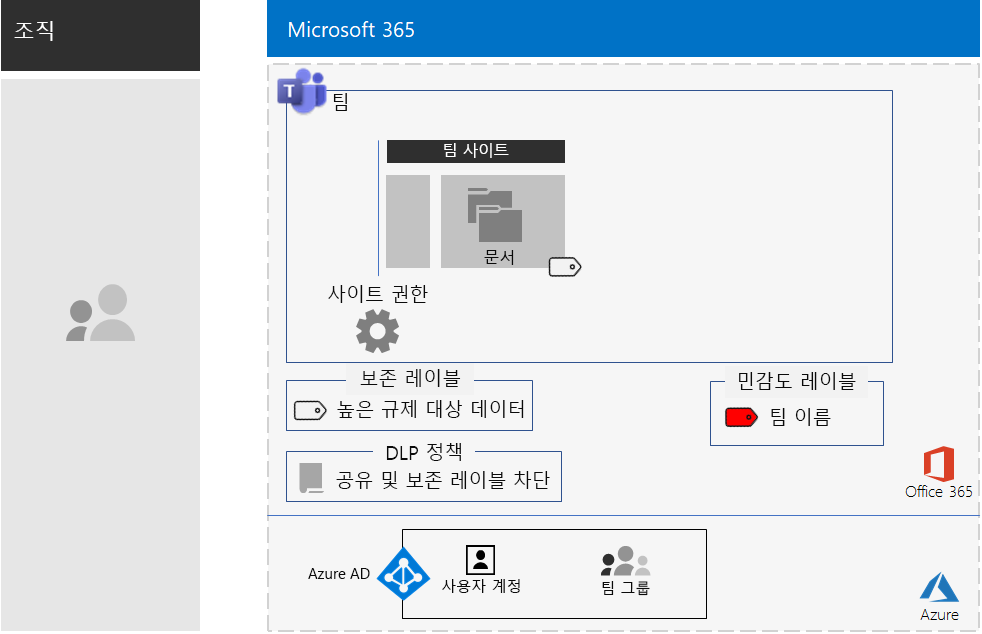 조직
Microsoft 365
T
팀
팀 사이트
문서
사이트 권한
보존 레이블
높은 규제 대상 데이터
민감도 레이블
팀 이름
DLP 정책
공유 및 보존 레이블 차단
Office 365
Azure AD
사용자 계정
팀 그룹
Azure